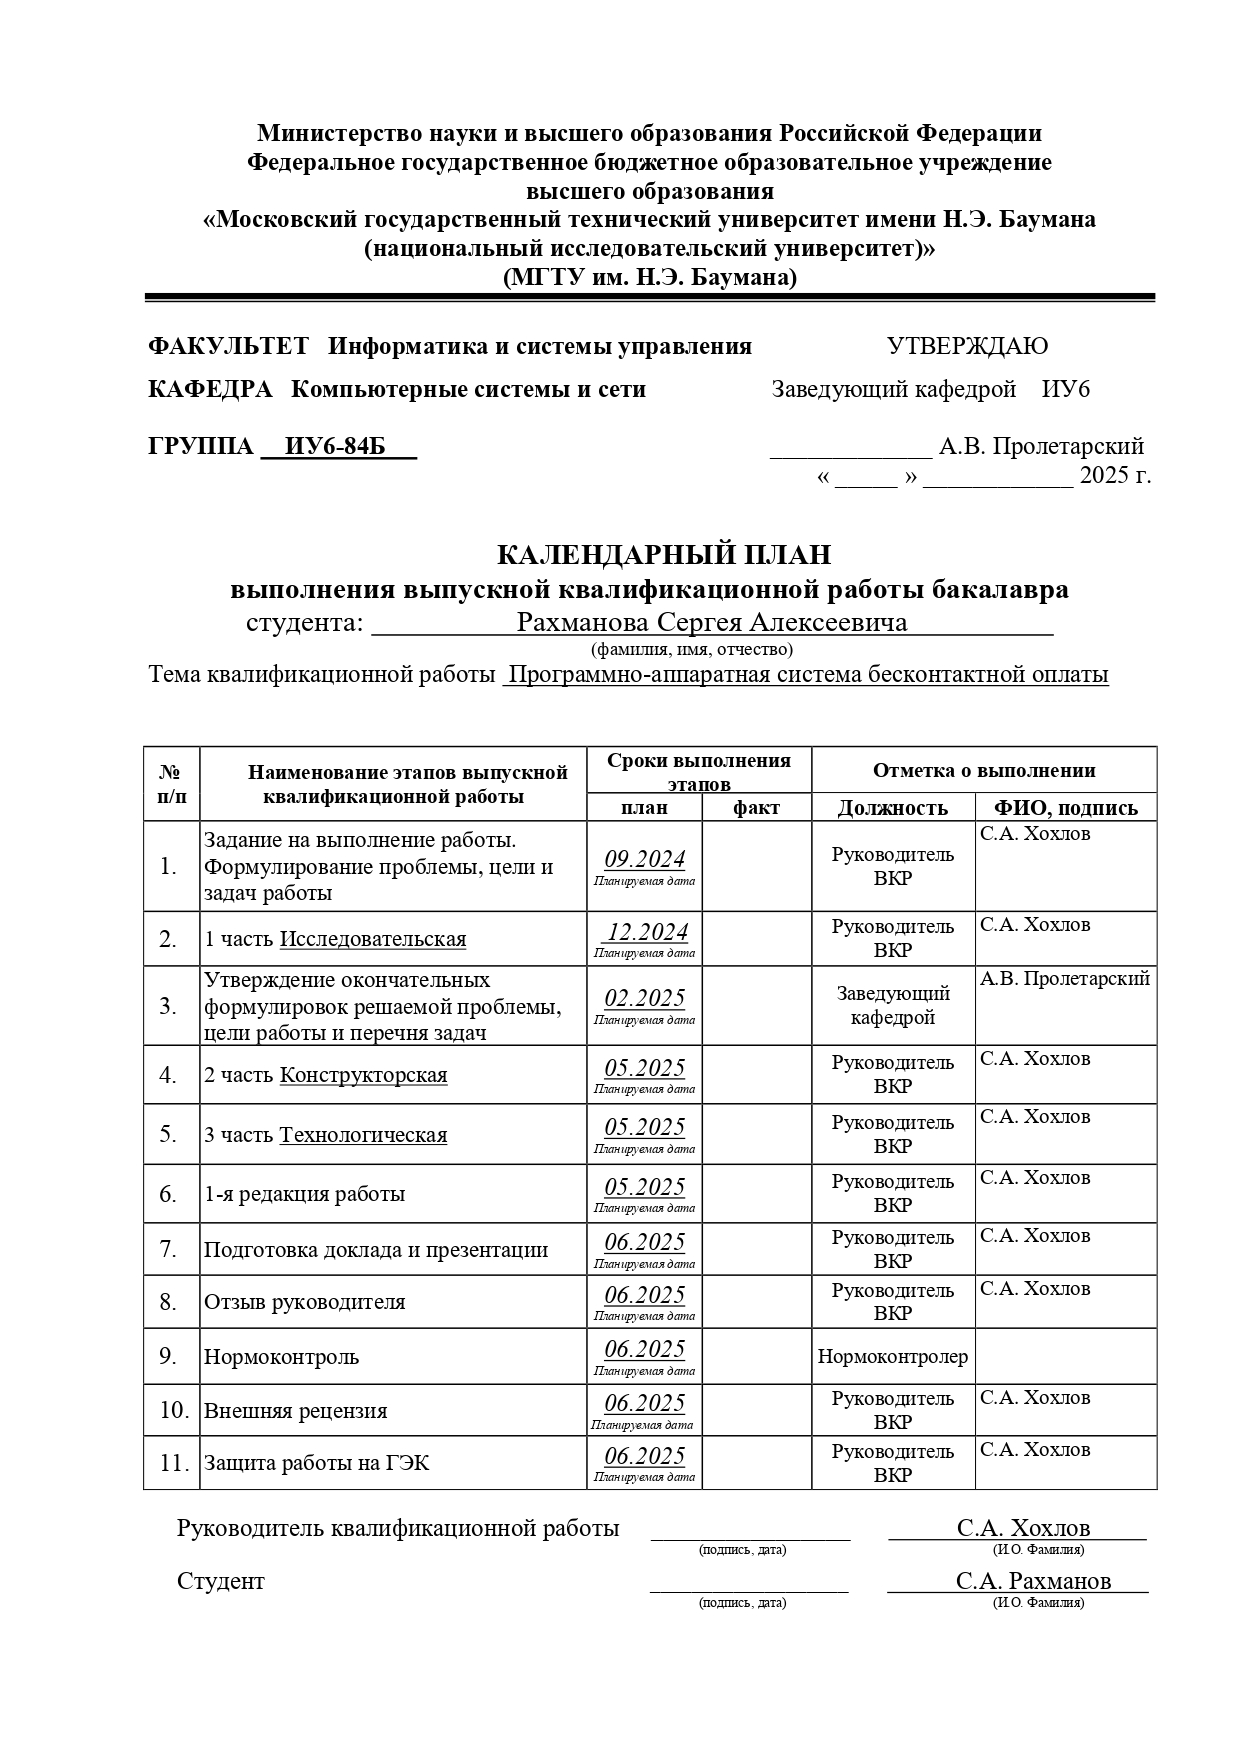 Министерство науки и высшего образования Российской Федерации
Федеральное государственное бюджетное образовательное учреждение
высшего образования
«Московский государственный технический университет имени Н.Э. Баумана
(национальный исследовательский университет)»
(МГТУ им. Н.Э. Баумана)
ФАКУЛЬТЕТ Информатика и системы управления УТВЕРЖДАЮ
КАФЕДРА Компьютерные системы и сети Заведующий кафедрой ИУ6
ГРУППА ИУ6-84Б _____________ А.В. Пролетарский
« _____ » ____________ 2025 г.
КАЛЕНДАРНЫЙ ПЛАН
выполнения выпускной квалификационной работы бакалавра
студента: Рахманова Сергея Алексеевича
(фамилия, имя, отчество)
Тема квалификационной работы Программно-аппаратная система бесконтактной оплаты
№ п/п
Наименование этапов выпускной
квалификационной работы
Сроки выполнения
этапов
Отметка о выполнении
план факт Должность ФИО, подпись
1.
Задание на выполнение работы.
Формулирование проблемы, цели и
задач работы
09.2024
Планируемая дата
Руководитель
ВКР
С.А. Хохлов
2.
1 часть Исследовательская
12.2024
Планируемая дата
Руководитель
ВКР
С.А. Хохлов
3.
Утверждение окончательных
формулировок решаемой проблемы,
цели работы и перечня задач
02.2025
Планируемая дата
Заведующий
кафедрой
А.В. Пролетарский
4.
2 часть Конструкторская
05.2025
Планируемая дата
Руководитель
ВКР
С.А. Хохлов
5.
3 часть Технологическая
05.2025
Планируемая дата
Руководитель
ВКР
С.А. Хохлов
6.
1-я редакция работы
05.2025
Планируемая дата
Руководитель
ВКР
С.А. Хохлов
7.
Подготовка доклада и презентации
06.2025
Планируемая дата
Руководитель
ВКР
С.А. Хохлов
8.
Отзыв руководителя
06.2025
Планируемая дата
Руководитель
ВКР
С.А. Хохлов
9.
Нормоконтроль
06.2025
Планируемая дата
Нормоконтролер
10.
Внешняя рецензия
06.2025
Планируемая дата
Руководитель
ВКР
С.А. Хохлов
11.
Защита работы на ГЭК
06.2025
Планируемая дата
Руководитель
ВКР
С.А. Хохлов
Руководитель квалификационной работы ________________ С.А. Хохлов
(подпись, дата) (И.О. Фамилия)
Студент ________________ С.А. Рахманов
(подпись, дата) (И.О. Фамилия)